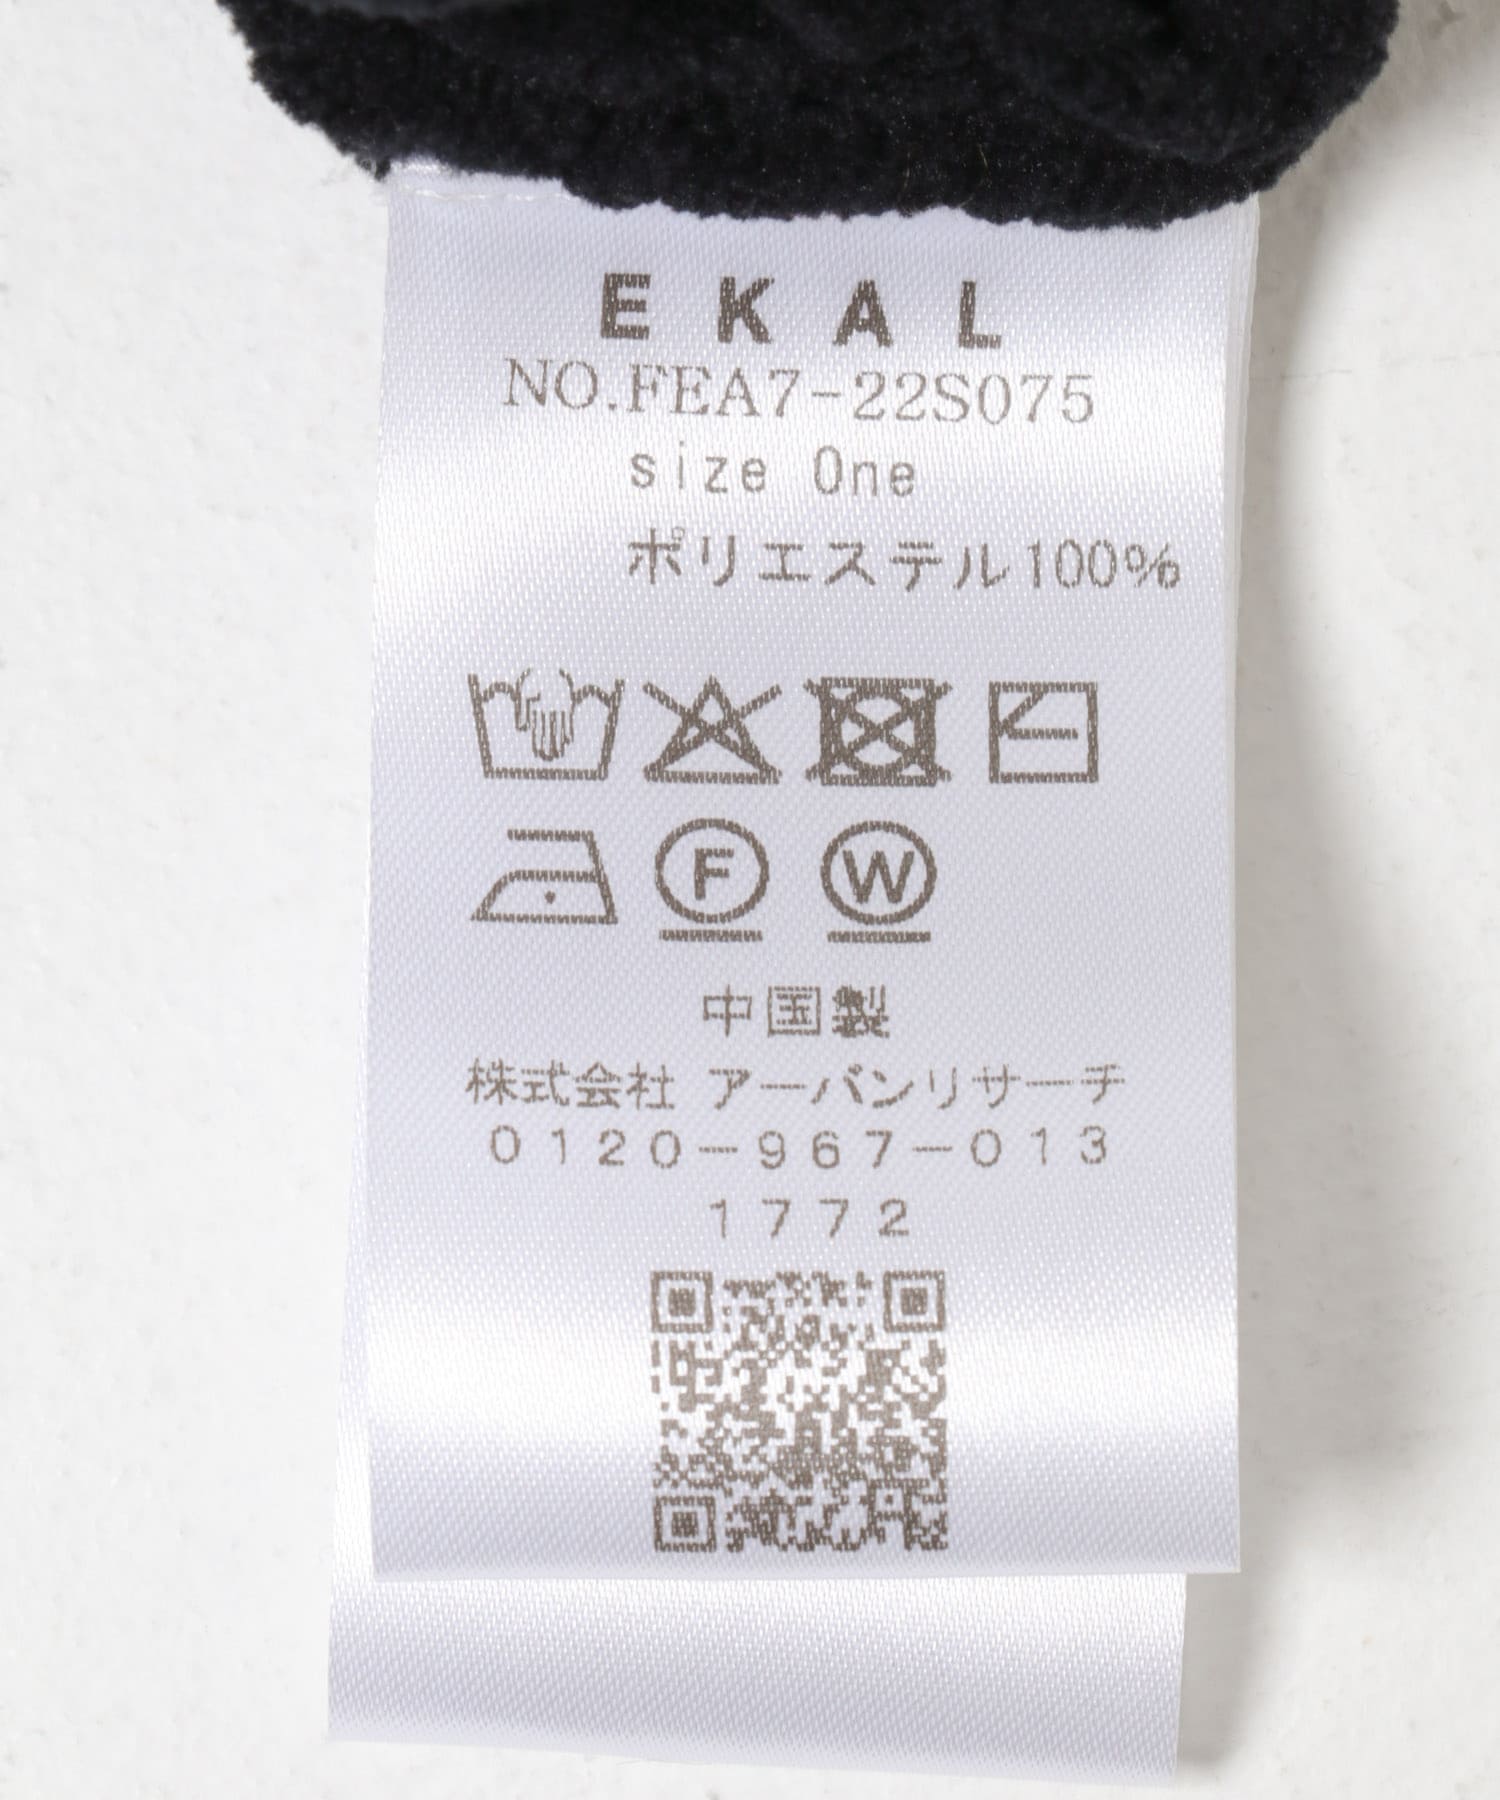 EKAL
NO.FEA7-22S075
size One
ポリエステル100%
F W
中国製
株式会社 アーバンリサーチ
0120-967-013
1772